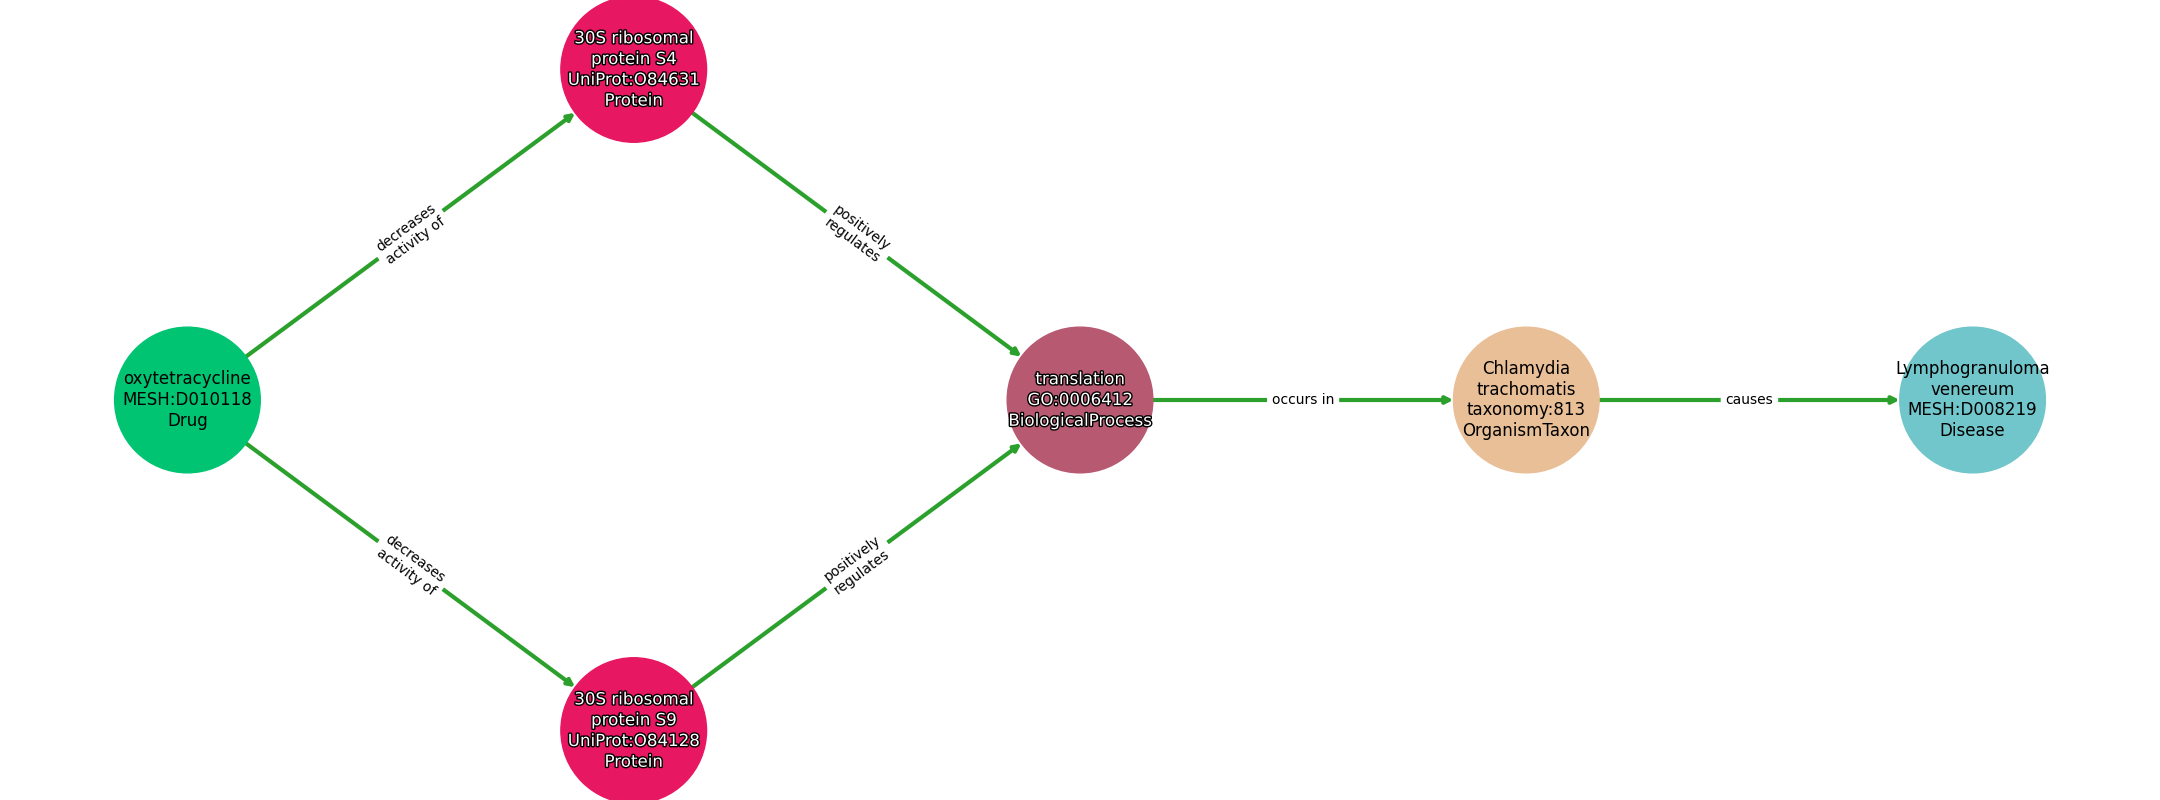 30S ribosomal
protein S4
UniProt:O84631
Protein
decreases
activity of
positively
regulates
oxytetracycline
MESH:D010118
Drug
translation
GO:0006412
BiologicalProcess
occurs in
Chlamydia
trachomatis
taxonomy:813
OrganismTaxon
causes
Lymphogranuloma
venereum
MESH:D008219
Disease
decreases
activity of
positively
regulates
30S ribosomal
protein S9
UniProt:O84128
Protein